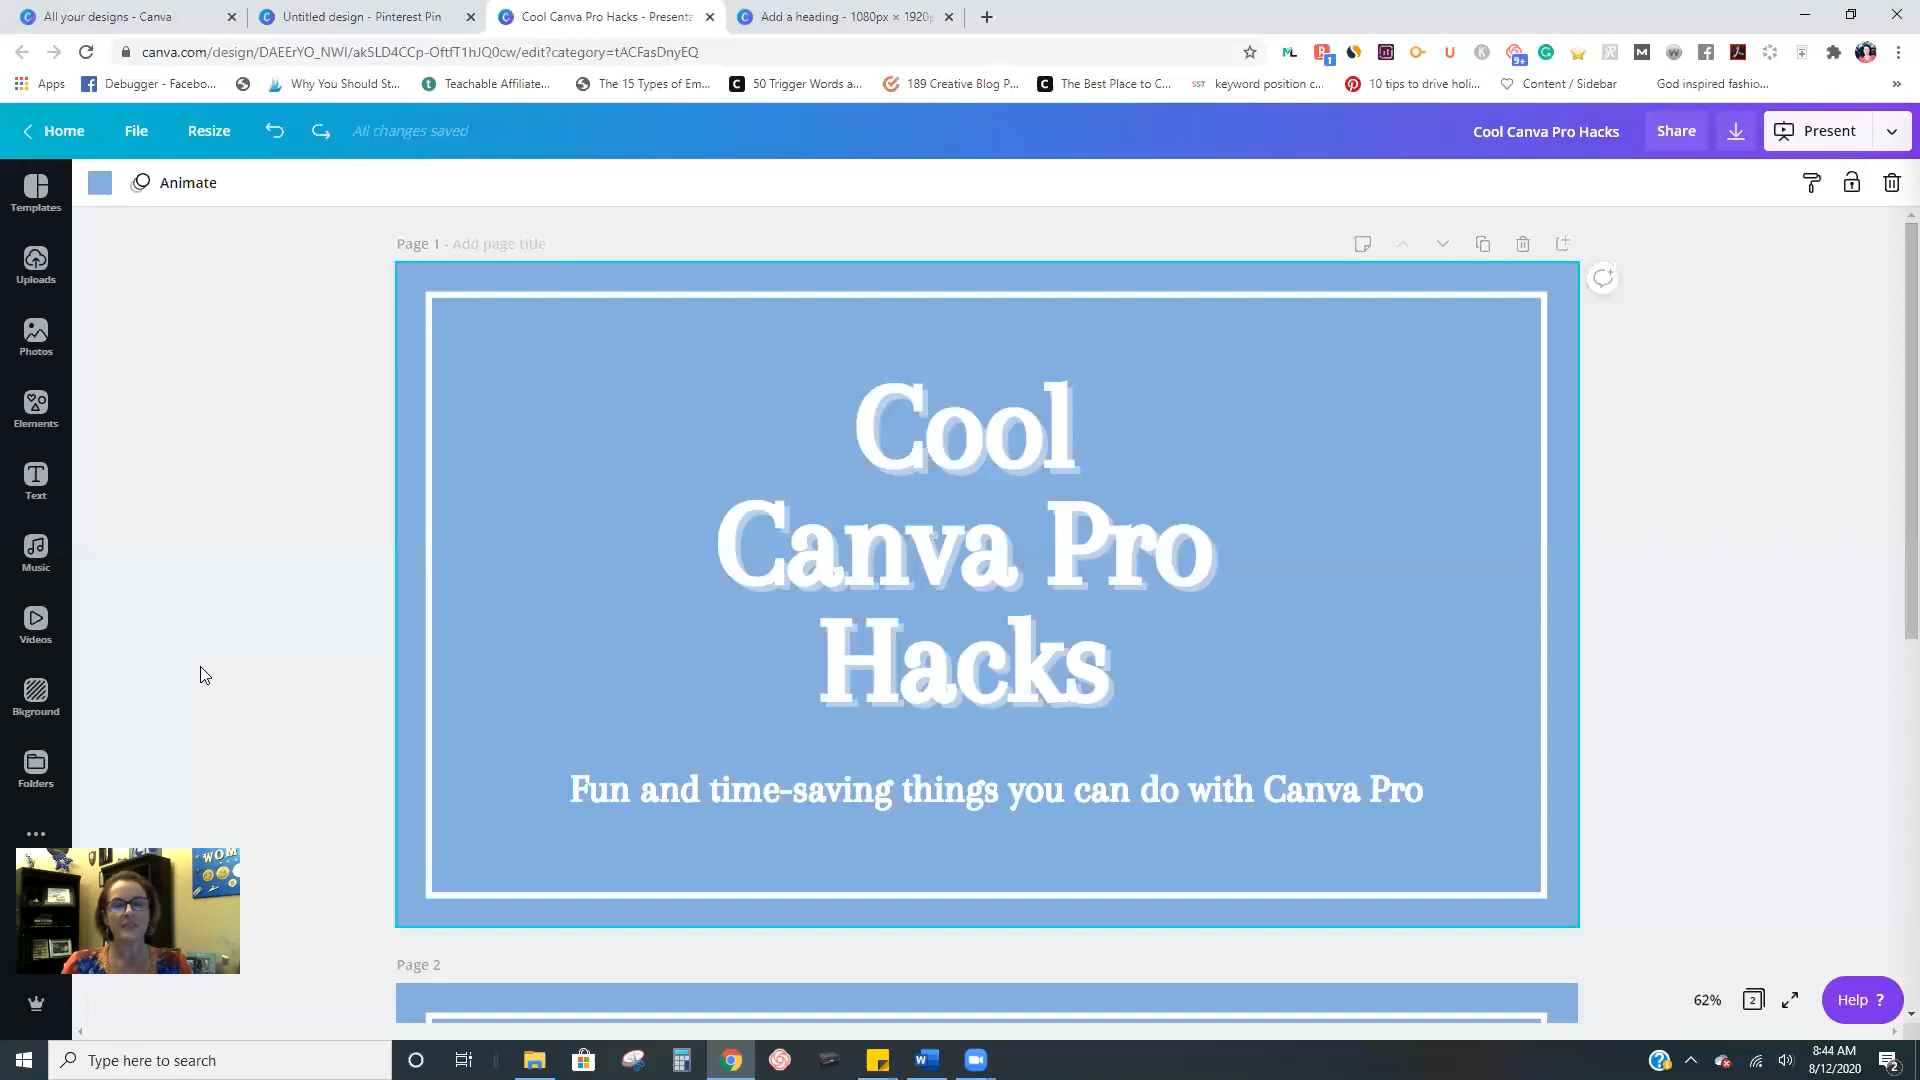 All your designs - Canva
Untitled design - Pinterest Pin
Cool Canva Pro Hacks - Presenta
Add a heading - 1080px × 1920p
canva.com/design/DAEErYO_NWI/ak5LD4CCp-OftfT1hJQ0cw/edit?category=tACFasDnyEQ
Apps
Debugger - Facebo...
Why You Should St...
Teachable Affiliate...
The 15 Types of Em...
50 Trigger Words a...
189 Creative Blog P...
The Best Place to C...
keyword position c...
10 tips to drive holi...
Content / Sidebar
God inspired fashio...
Home
File
Resize
All changes saved
Cool Canva Pro Hacks
Share
Present
Animate
Templates
Uploads
Photos
Elements
Text
Music
Videos
Bkground
Folders
Page 1 - Add page title
Cool
Canva Pro
Hacks
Fun and time-saving things you can do with Canva Pro
WOM
Page 2
62%
2
Help ?
Type here to search
8:44 AM
8/12/2020
2